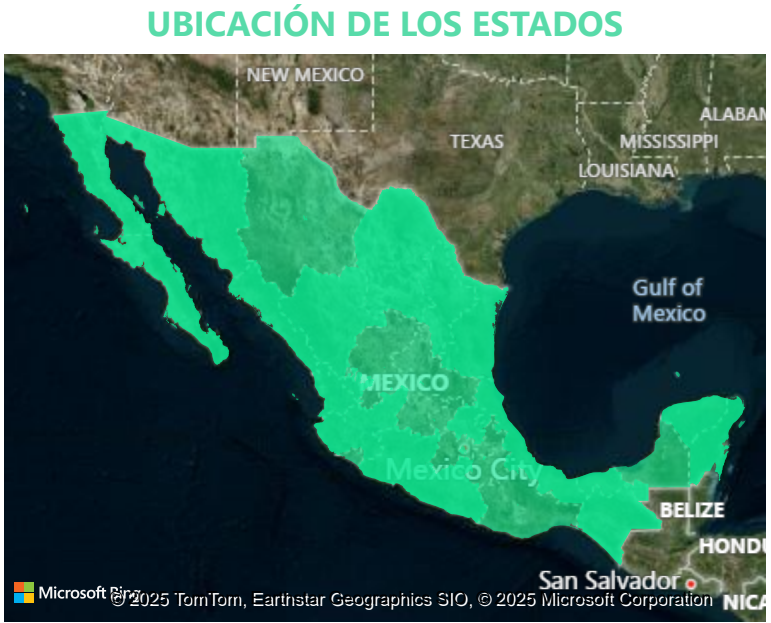 UBICACIÓN DE LOS ESTADOS
NEW MEXICO
ALABAM
TEXAS
MISSISSIPPI
LOUISIANA
Gulf of
Mexico
MEXICO
Mexico City
BELIZE
HONDU
San Salvador
NICA
Microsoft Bing
© 2025 TomTom, Earthstar Geographics SIO, © 2025 Microsoft Corporation